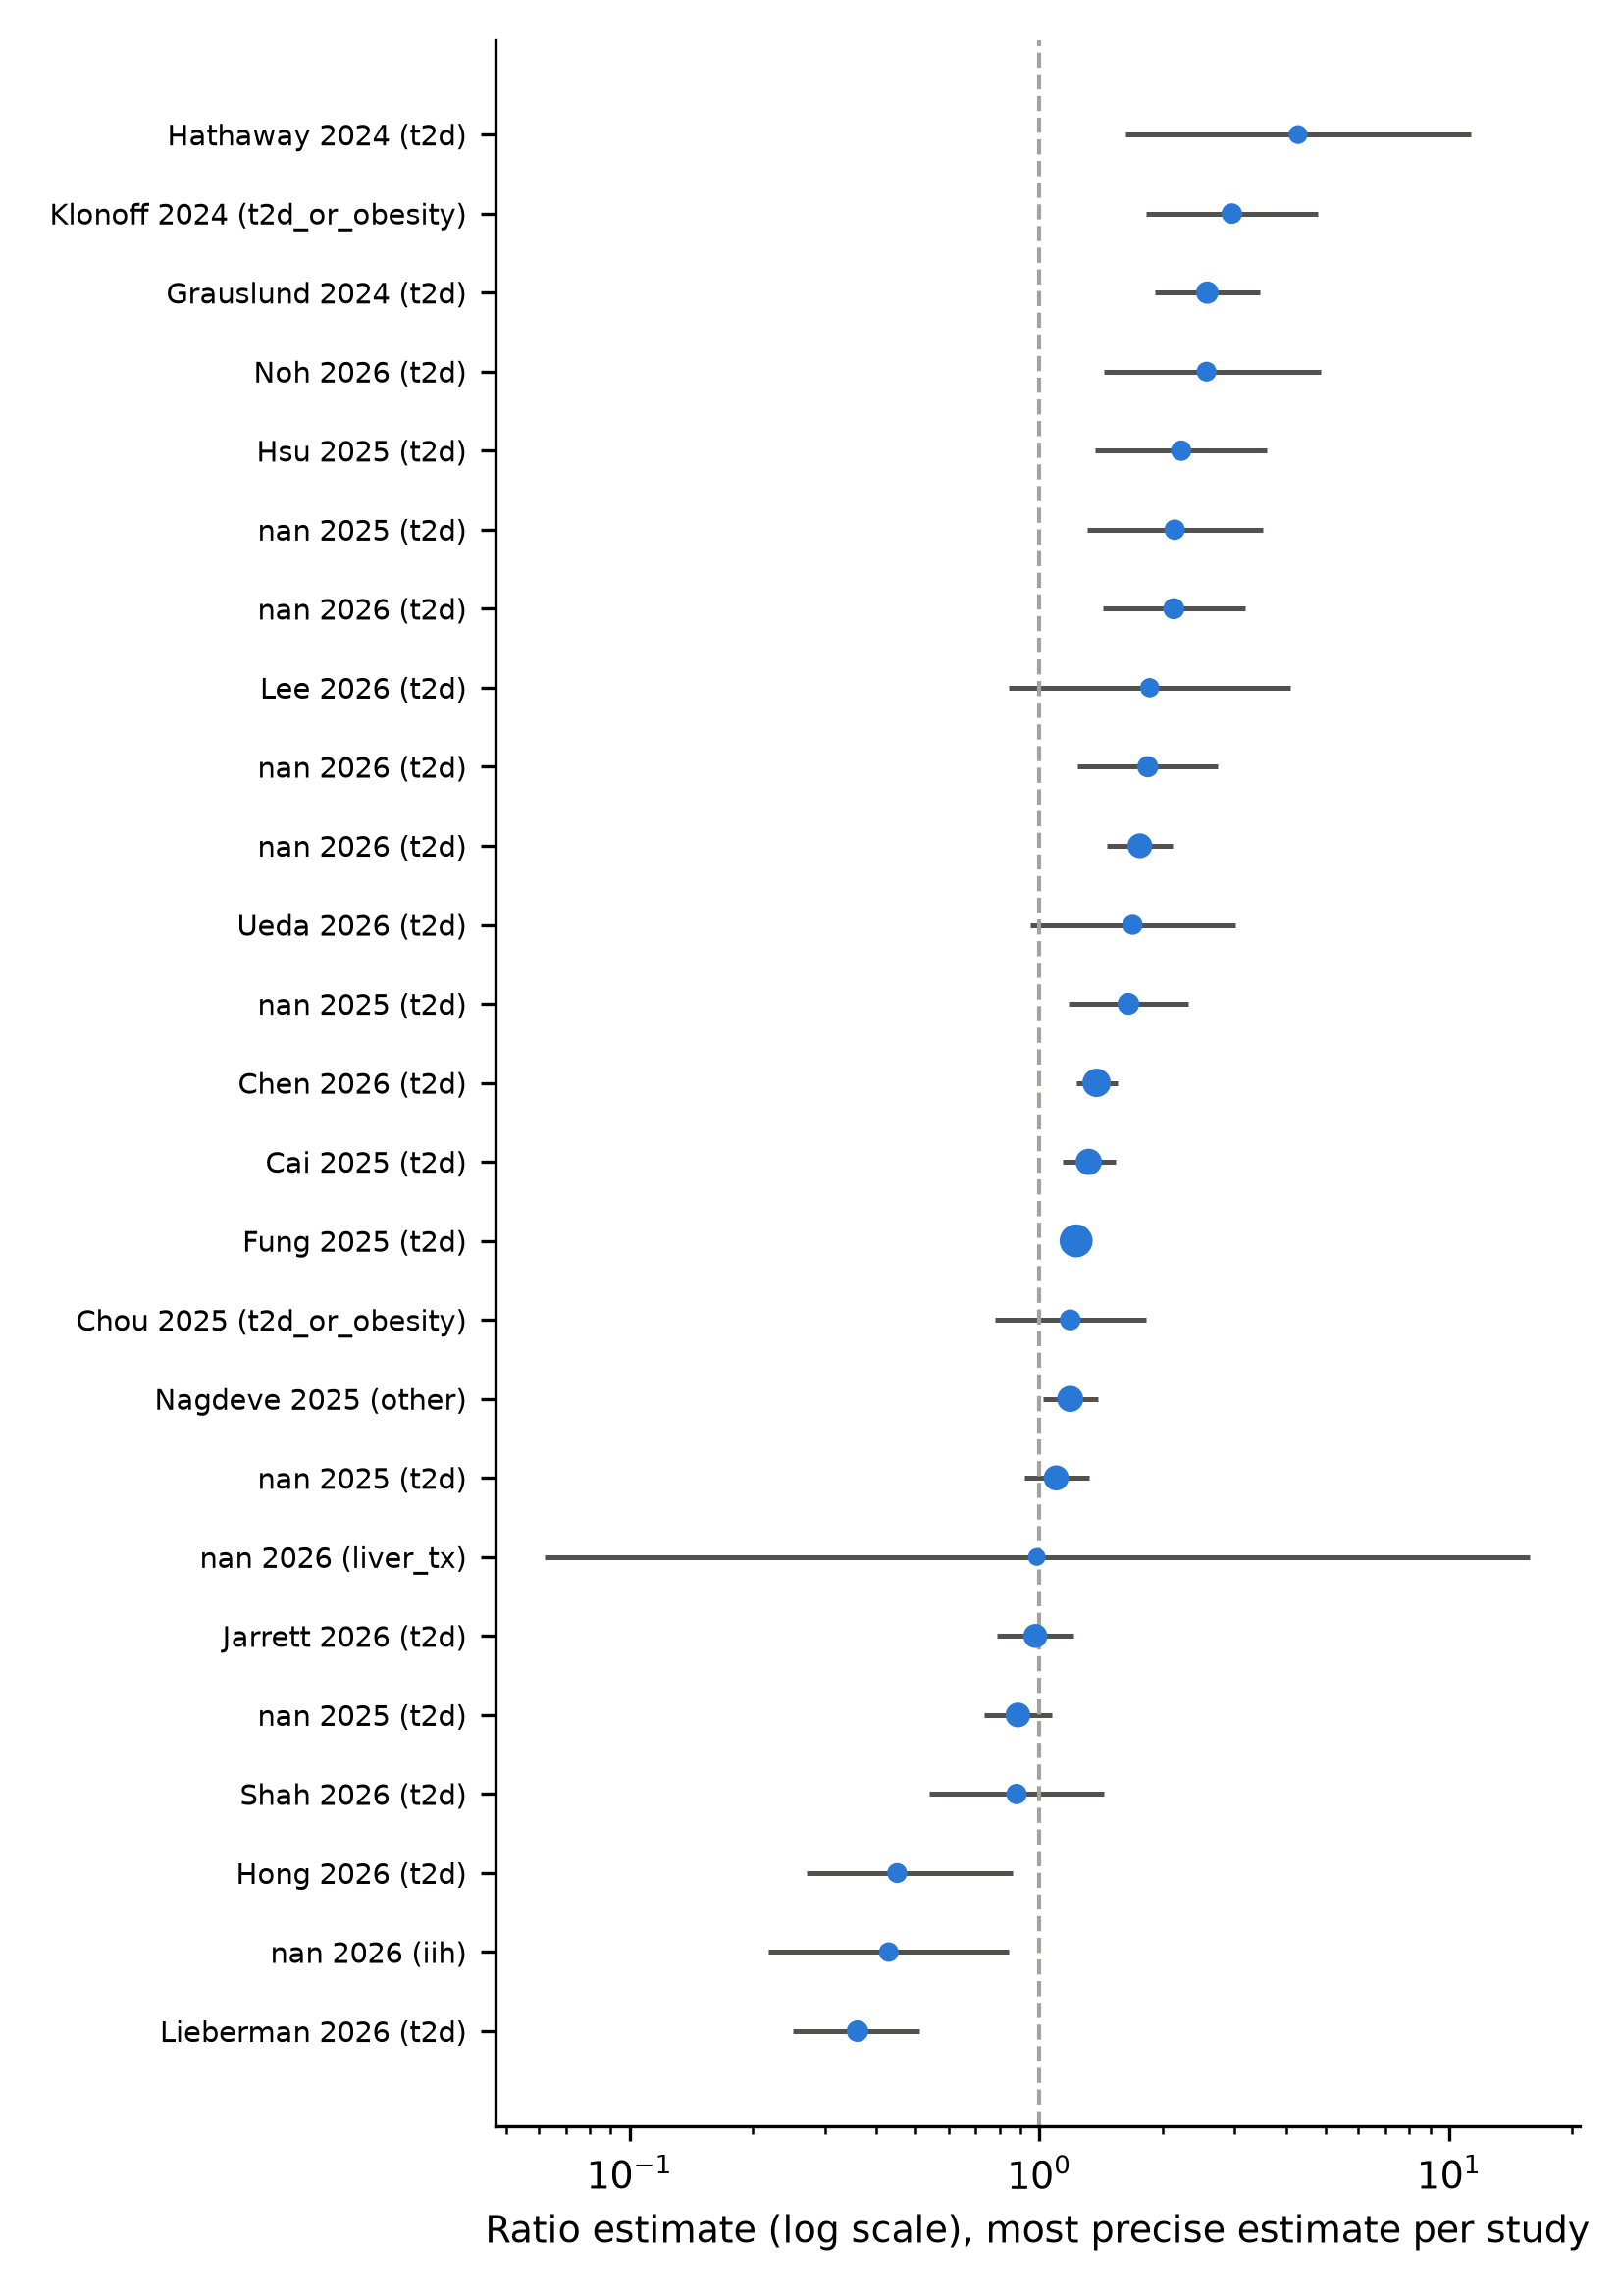 Hathaway 2024 (t2d)
Klonoff 2024 (t2d_or_obesity)
Grauslund 2024 (t2d)
Noh 2026 (t2d)
Hsu 2025 (t2d)
nan 2025 (t2d)
nan 2026 (t2d)
Lee 2026 (t2d)
nan 2026 (t2d)
nan 2026 (t2d)
Ueda 2026 (t2d)
nan 2025 (t2d)
Chen 2026 (t2d)
Cai 2025 (t2d)
Fung 2025 (t2d)
Chou 2025 (t2d_or_obesity)
Nagdeve 2025 (other)
nan 2025 (t2d)
nan 2026 (liver_tx)
Jarrett 2026 (t2d)
nan 2025 (t2d)
Shah 2026 (t2d)
Hong 2026 (t2d)
nan 2026 (iih)
Lieberman 2026 (t2d)
10⁻¹ 10⁰ 10¹
Ratio estimate (log scale), most precise estimate per study